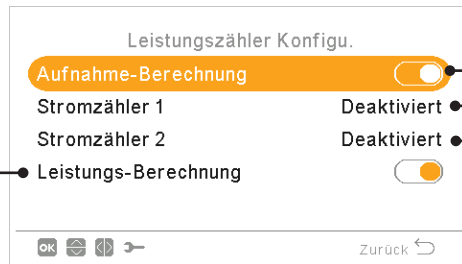 Leistungszähler Konfigu.
Aufnahme-Berechnung
Stromzähler 1 Deaktiviert
Stromzähler 2 Deaktiviert
Leistungs-Berechnung
OK Zurück